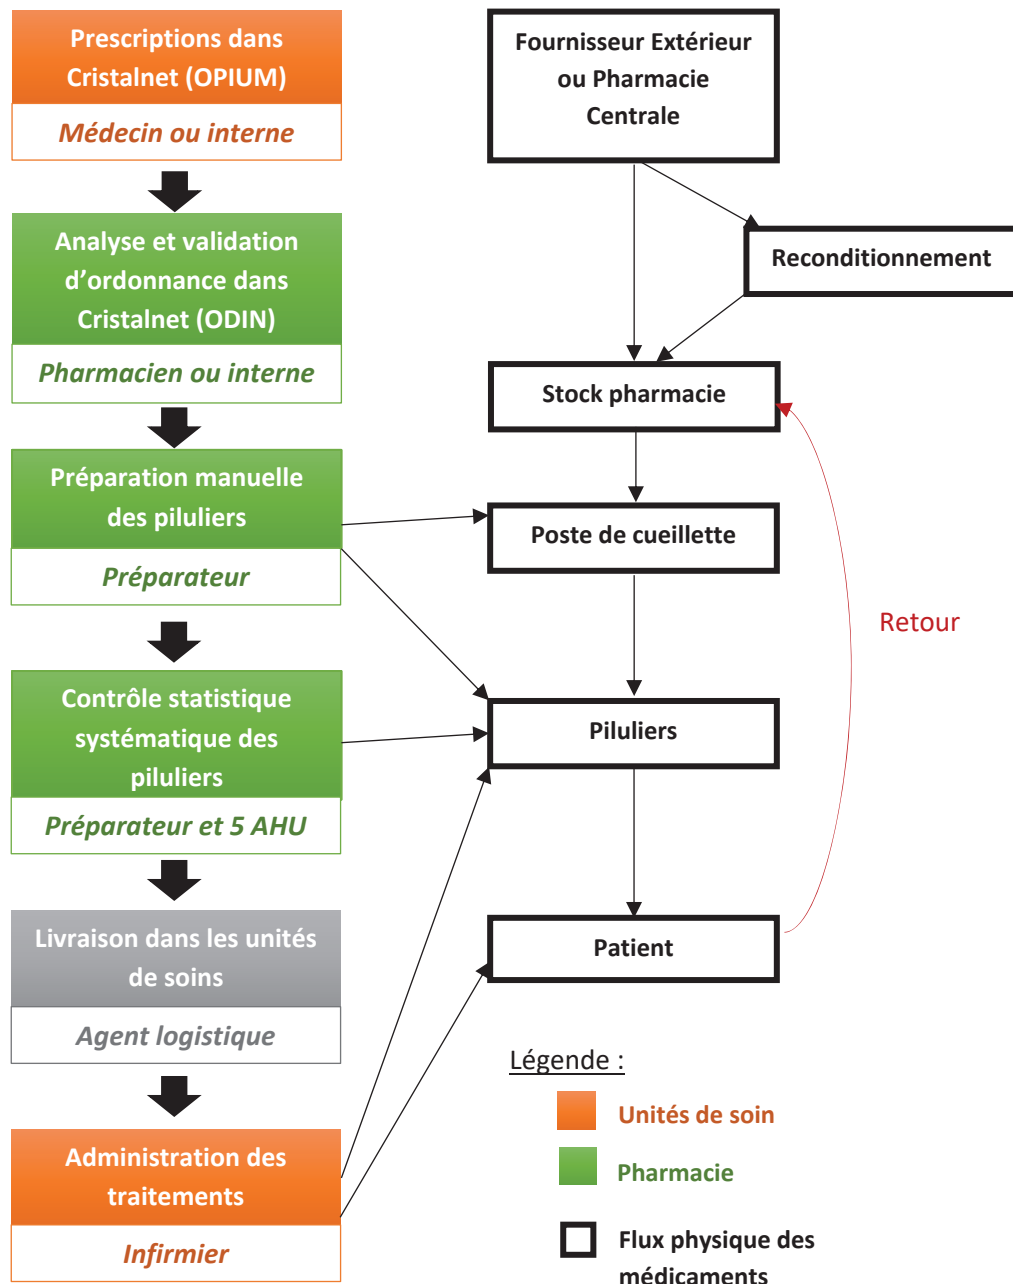 Prescriptions dans
Cristalnet (OPIUM)
Médecin ou interne
Analyse et validation
d’ordonnance dans
Cristalnet (ODIN)
Pharmacien ou interne
Préparation manuelle
des piluliers
Préparateur
Contrôle statistique
systématique des
piluliers
Préparateur et 5 AHU
Livraison dans les unités
de soins
Agent logistique
Administration des
traitements
Infirmier
Fournisseur Extérieur
ou Pharmacie
Centrale
Reconditionnement
Stock pharmacie
Poste de cueillette
Retour
Piluliers
Patient
Légende :
Unités de soin
Pharmacie
Flux physique des
médicaments